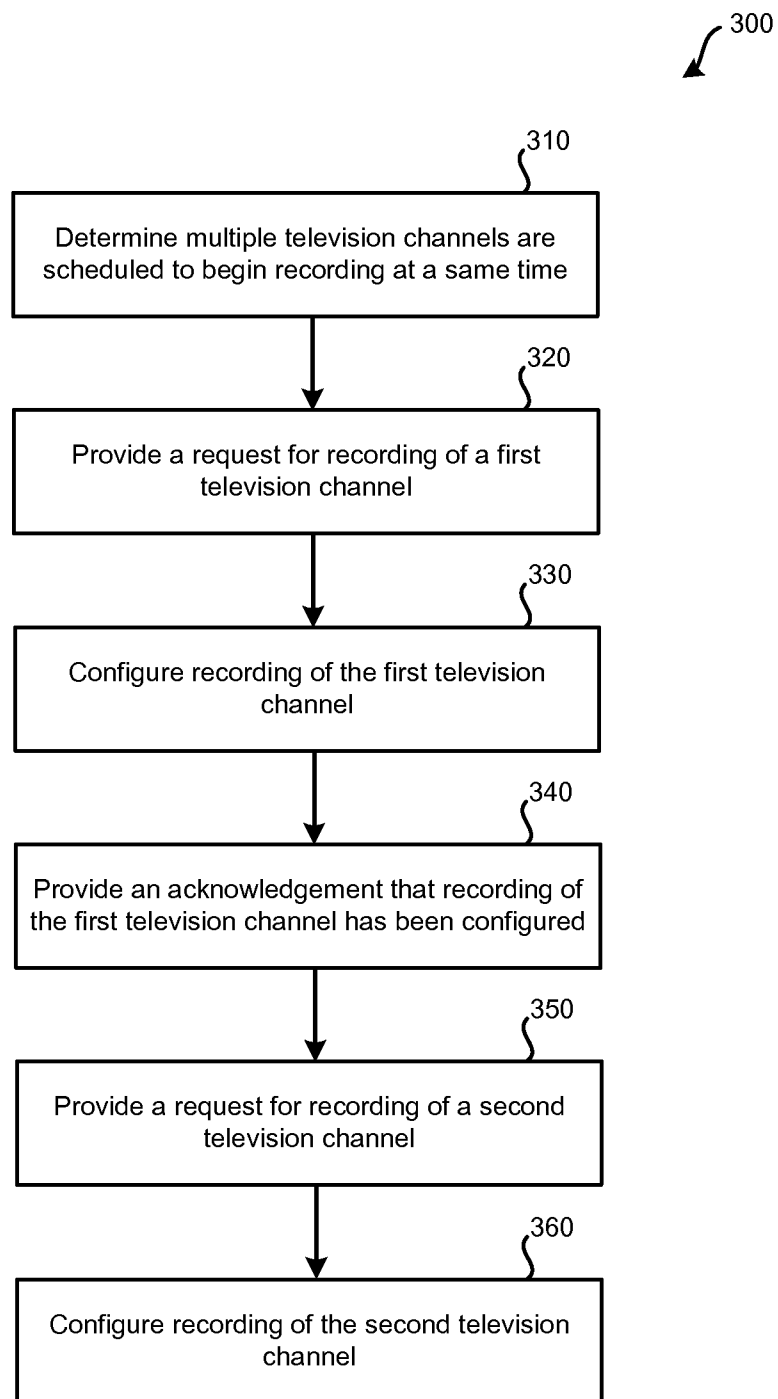 300
310
Determine multiple television channels are
scheduled to begin recording at a same time
320
Provide a request for recording of a first
television channel
330
Configure recording of the first television
channel
340
Provide an acknowledgement that recording of
the first television channel has been configured
350
Provide a request for recording of a second
television channel
360
Configure recording of the second television
channel